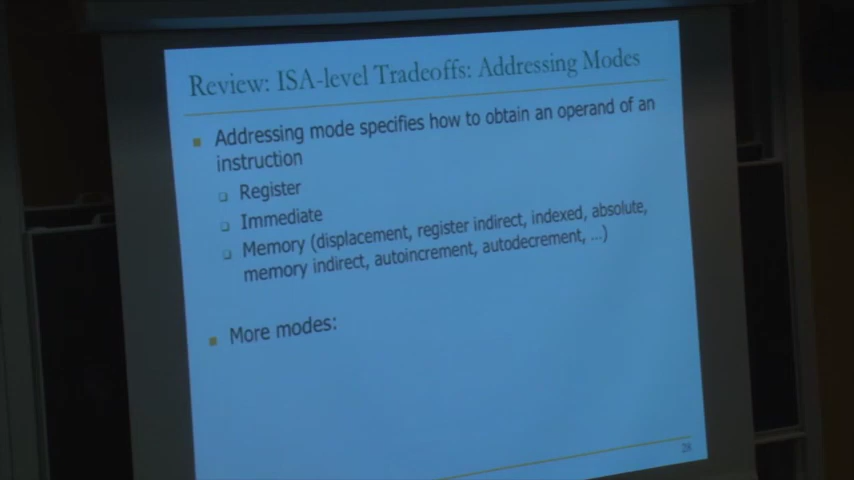 Review: ISA-level Tradeoffs: Addressing Modes
Addressing mode specifies how to obtain an operand of an
instruction
Register
Immediate
Memory (displacement, register indirect, indexed, absolute,
memory indirect, autoincrement, autodecrement, ...)
More modes:
28